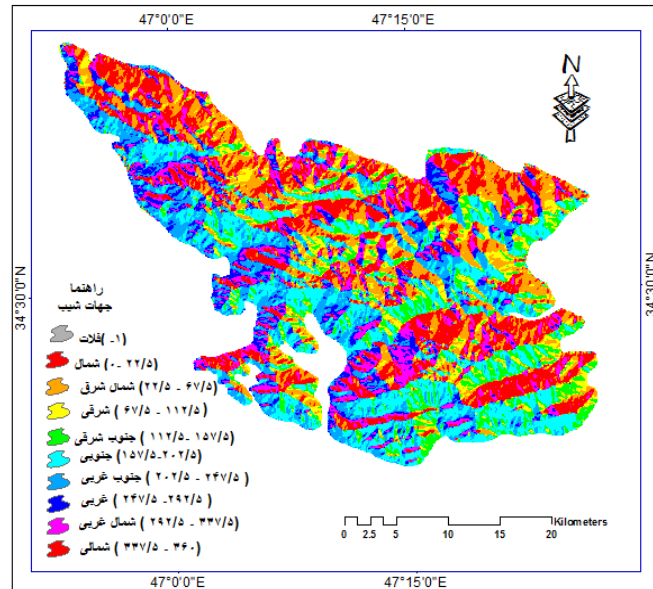 47°0'0"E 47°15'0"E
N
34°30'0"N 34°30'0"N
راهنما
جهات شیب
(۱-) فلات
(۰- ۲۲/۵) شمال
(۲۲/۵ - ۶۷/۵) شمال شرق
(۶۷/۵ - ۱۱۲/۵) شرقی
(۱۱۲/۵ -۱۵۷/۵) جنوب شرقی
(۱۵۷/۵-۲۰۲/۵) جنوبی
(۲۰۲/۵ - ۲۴۷/۵) جنوب غربی
(۲۴۷/۵ -۲۹۲/۵) غربی
(۲۹۲/۵ - ۳۳۷/۵) شمال غربی
(۳۳۷/۵ - ۳۶۰) شمالی
Kilometers
0 2.5 5 10 15 20
47°0'0"E 47°15'0"E